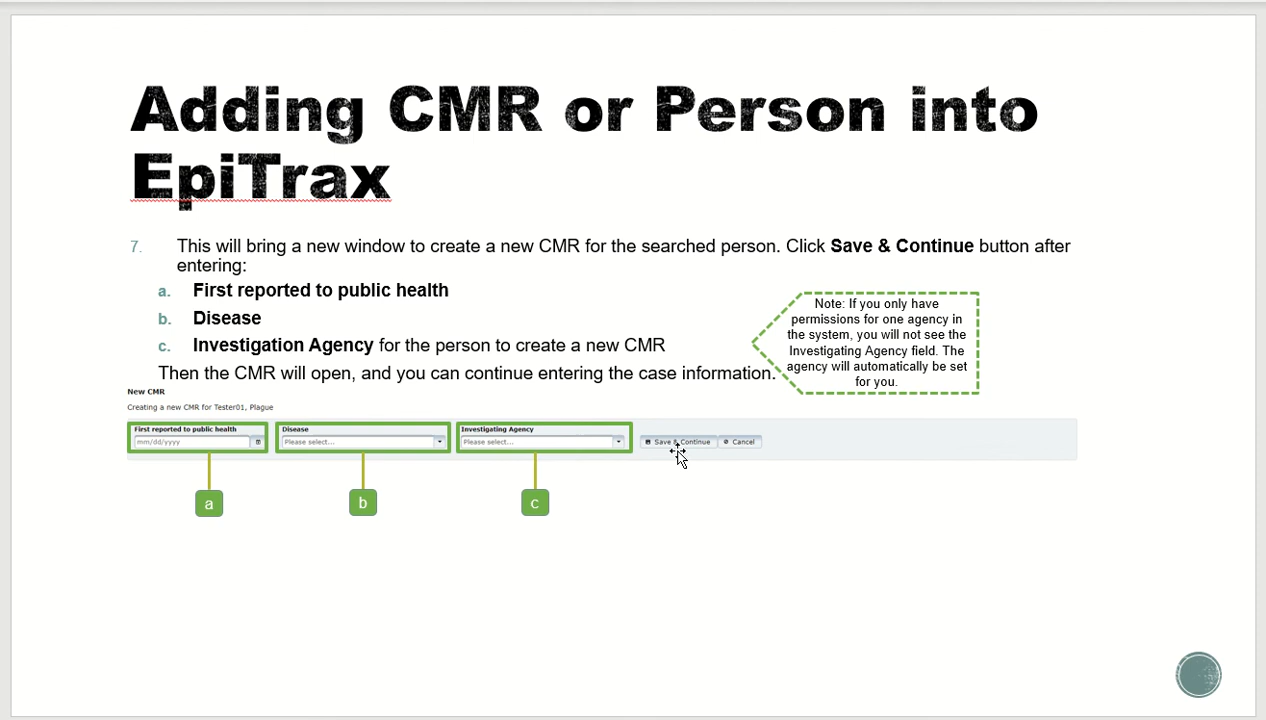 Adding CMR or Person into
EpiTrax
7. This will bring a new window to create a new CMR for the searched person. Click Save & Continue button after
entering:
a. First reported to public health
b. Disease
c. Investigation Agency for the person to create a new CMR
Then the CMR will open, and you can continue entering the case information.
Note: If you only have
permissions for one agency in
the system, you will not see the
Investigating Agency field. The
agency will automatically be set
for you.
New CMR
Creating a new CMR for Tester01, Plague
First reported to public health Disease Investigating Agency
mm/dd/yyyy Please select... Please select... Save & Continue Cancel
a b c